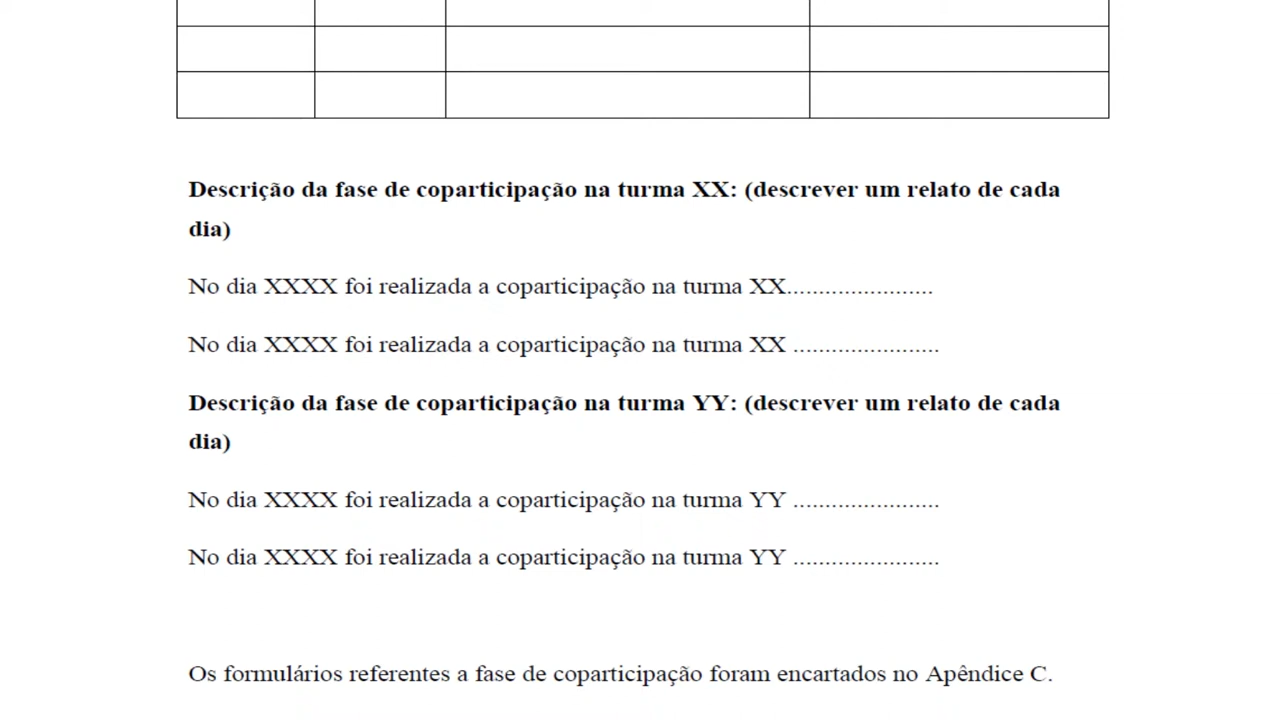 Descrição da fase de coparticipação na turma XX: (descrever um relato de cada
dia)
No dia XXXX foi realizada a coparticipação na turma XX.......................
No dia XXXX foi realizada a coparticipação na turma XX .......................
Descrição da fase de coparticipação na turma YY: (descrever um relato de cada
dia)
No dia XXXX foi realizada a coparticipação na turma YY .......................
No dia XXXX foi realizada a coparticipação na turma YY .......................
Os formulários referentes a fase de coparticipação foram encartados no Apêndice C.